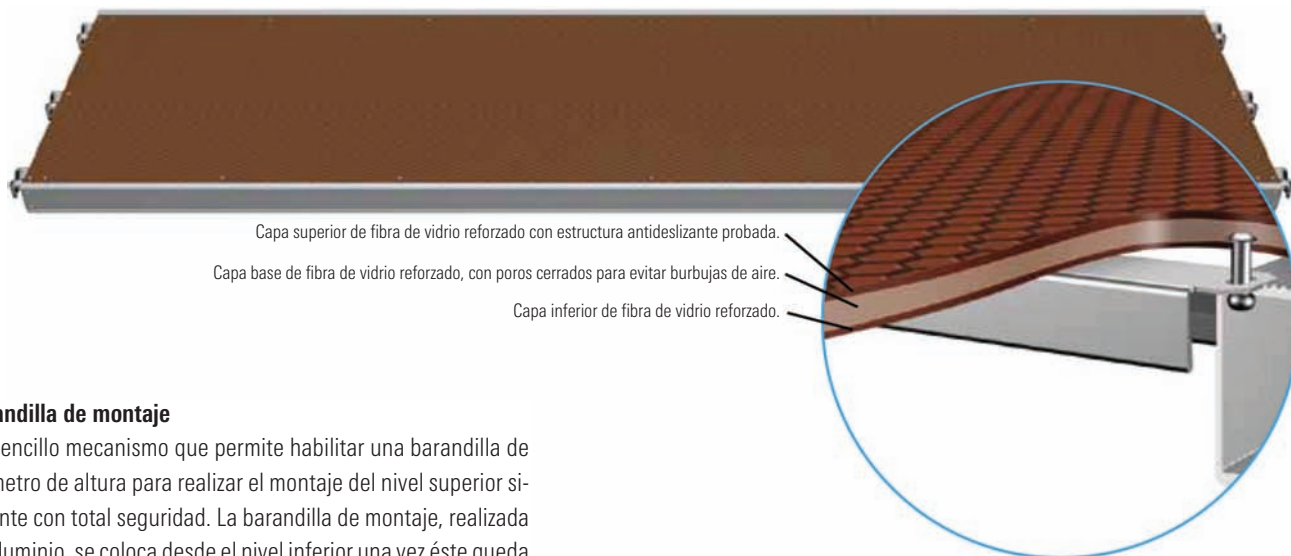 Capa superior de fibra de vidrio reforzado con estructura antideslizante probada.
Capa base de fibra de vidrio reforzado, con poros cerrados para evitar burbujas de aire.
Capa inferior de fibra de vidrio reforzado.
andilla de montaje
encillo mecanismo que permite habilitar una barandilla de
etro de altura para realizar el montaje del nivel superior si-
nte con total seguridad. La barandilla de montaje, realizada
luminio, se coloca desde el nivel inferior una vez éste queda